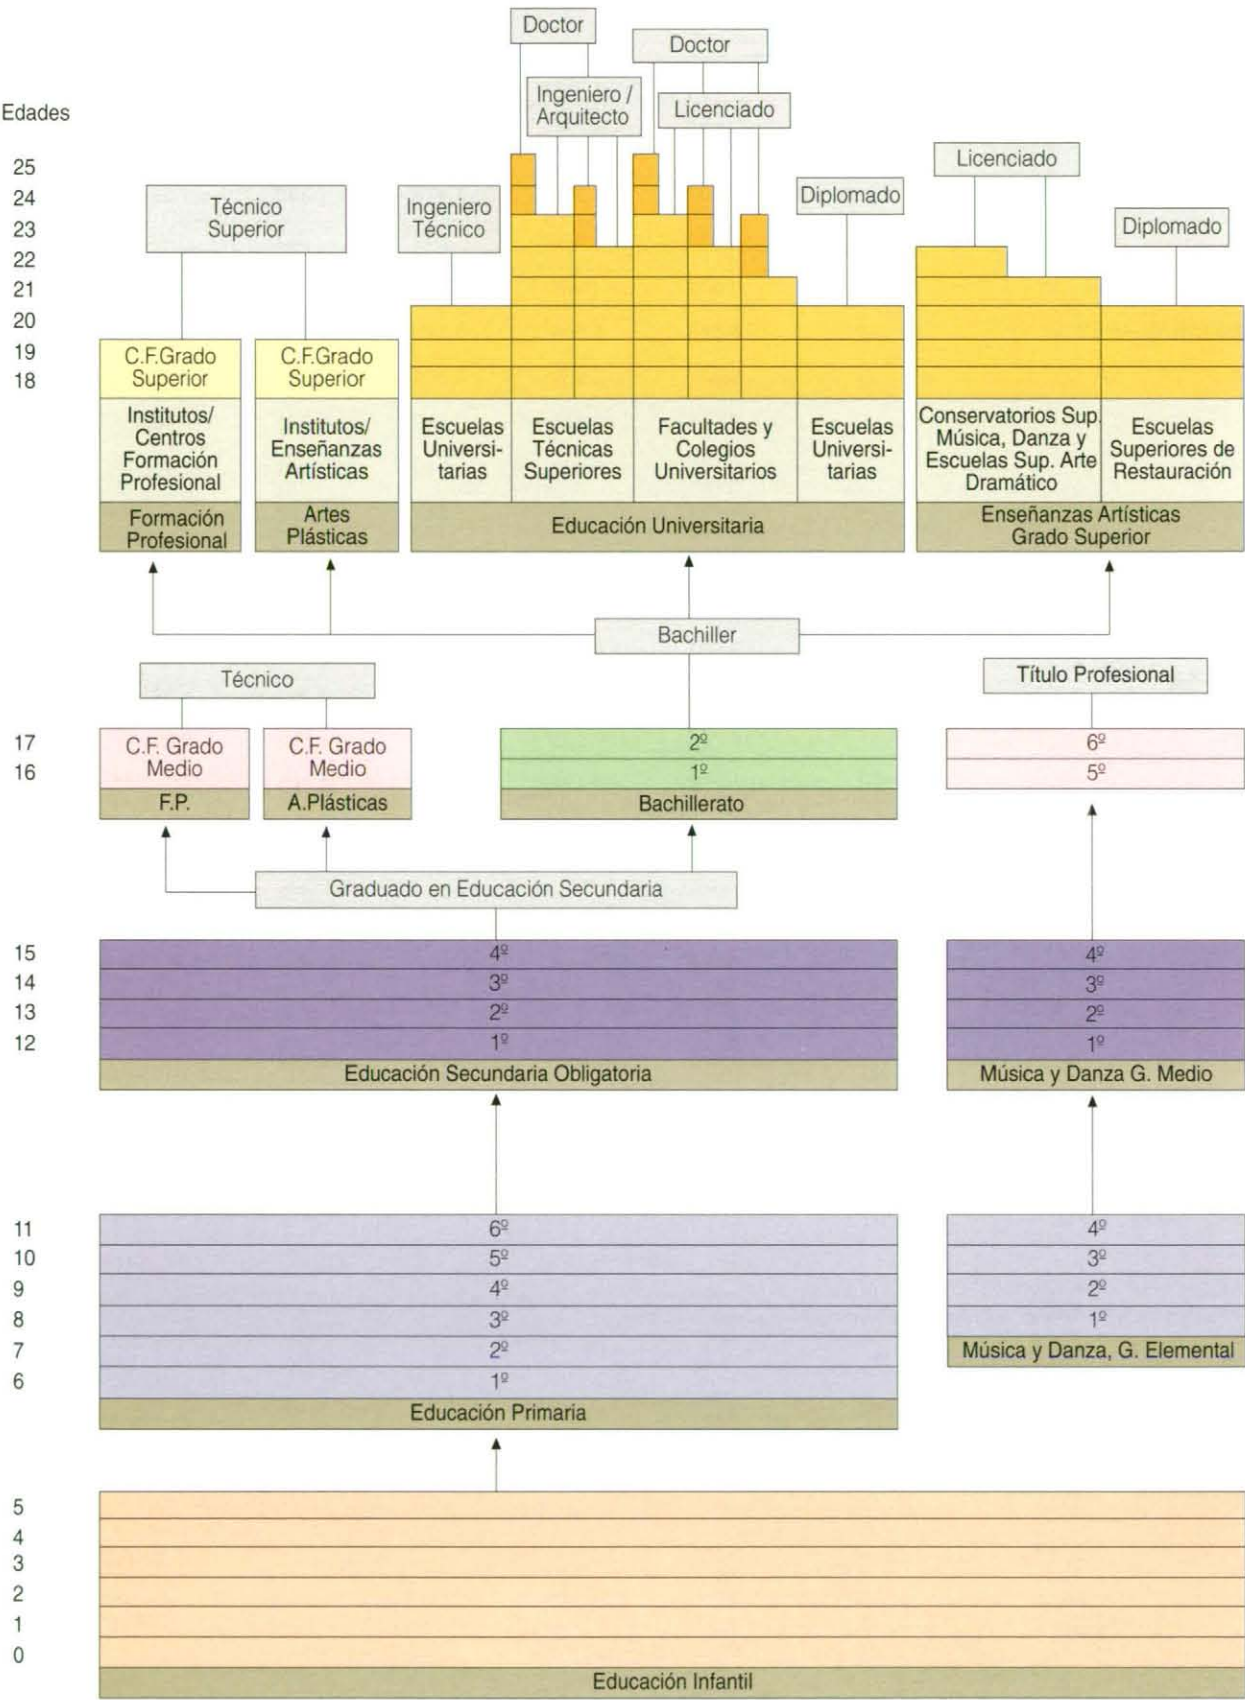 Doctor
Doctor
Ingeniero /
Arquitecto
Licenciado
Edades
25
24
23
22
21
20
19
18
Técnico
Superior
Ingeniero
Técnico
Diplomado
Licenciado
Diplomado
C.F.Grado
Superior
C.F.Grado
Superior
Institutos/
Centros
Formación
Profesional
Institutos/
Enseñanzas
Artísticas
Escuelas
Universi-
tarias
Escuelas
Técnicas
Superiores
Facultades y
Colegios
Universitarios
Escuelas
Universi-
tarias
Conservatorios Sup.
Música, Danza y
Escuelas Sup. Arte
Dramático
Escuelas
Superiores de
Restauración
Formación
Profesional
Artes
Plásticas
Educación Universitaria
Enseñanzas Artísticas
Grado Superior
Bachiller
Técnico
Título Profesional
17
16
C.F. Grado
Medio
C.F. Grado
Medio
2º
1º
6º
5º
F.P.
A.Plásticas
Bachillerato
Graduado en Educación Secundaria
15
14
13
12
4º
3º
2º
1º
4º
3º
2º
1º
Educación Secundaria Obligatoria
Música y Danza G. Medio
11
10
9
8
7
6
6º
5º
4º
3º
2º
1º
4º
3º
2º
1º
Música y Danza, G. Elemental
Educación Primaria
5
4
3
2
1
0
Educación Infantil